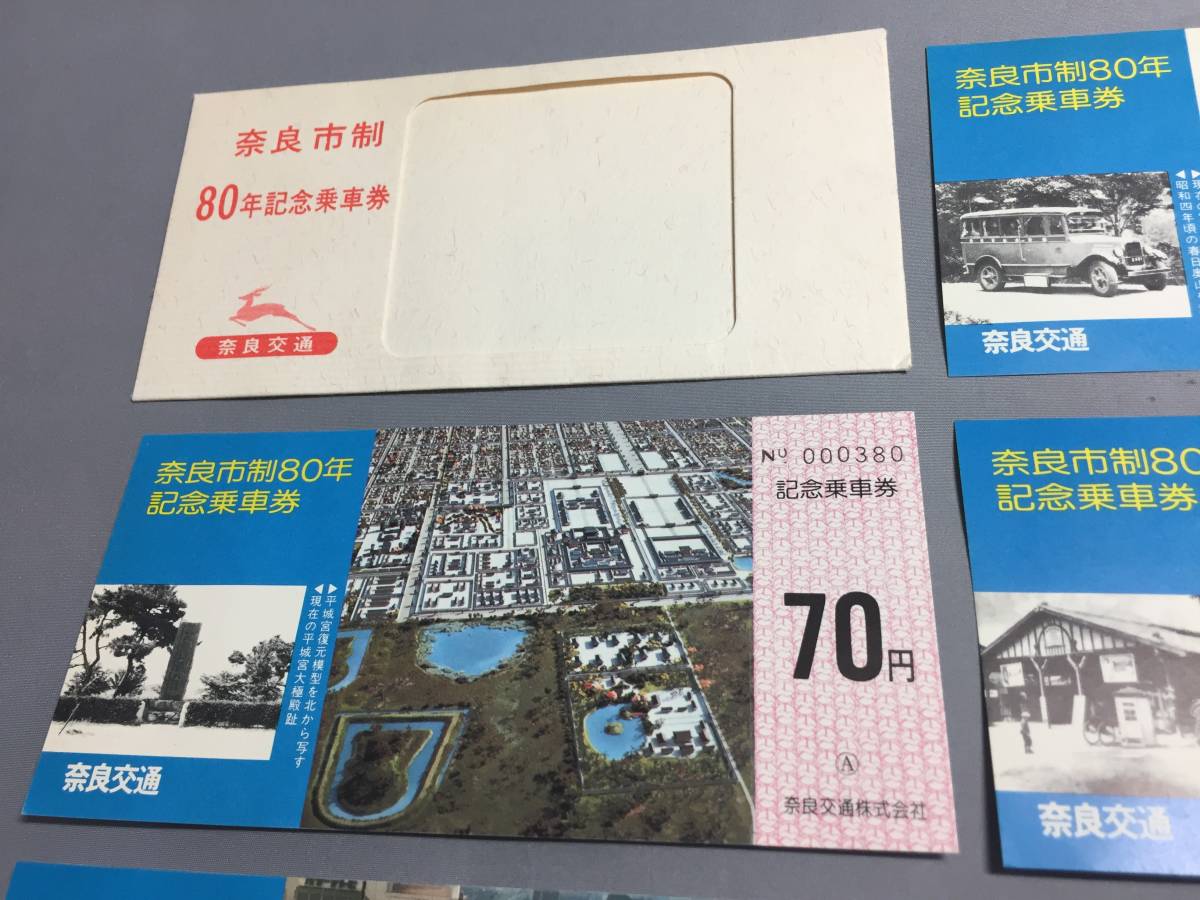 奈良市制
80年記念乗車券
奈良交通
奈良市制80年
記念乗車券
昭和四年頃の春日奥山
奈良交通
奈良市制80年
記念乗車券
▶平城宮復元模型を北から写す
◀現在の平城宮大極殿趾
奈良交通
No. 000380
記念乗車券
70円
Ⓐ
奈良交通株式会社
奈良市制80
記念乗車券
奈良交通